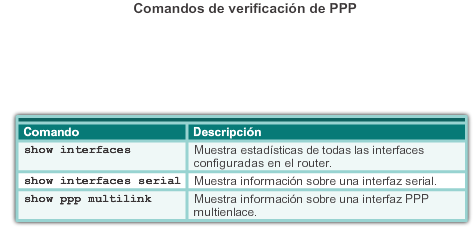 Comandos de verificación de PPP
Comando Descripción
show interfaces Muestra estadísticas de todas las interfaces
configuradas en el router.
show interfaces serial Muestra información sobre una interfaz serial.
show ppp multilink Muestra información sobre una interfaz PPP
multienlace.